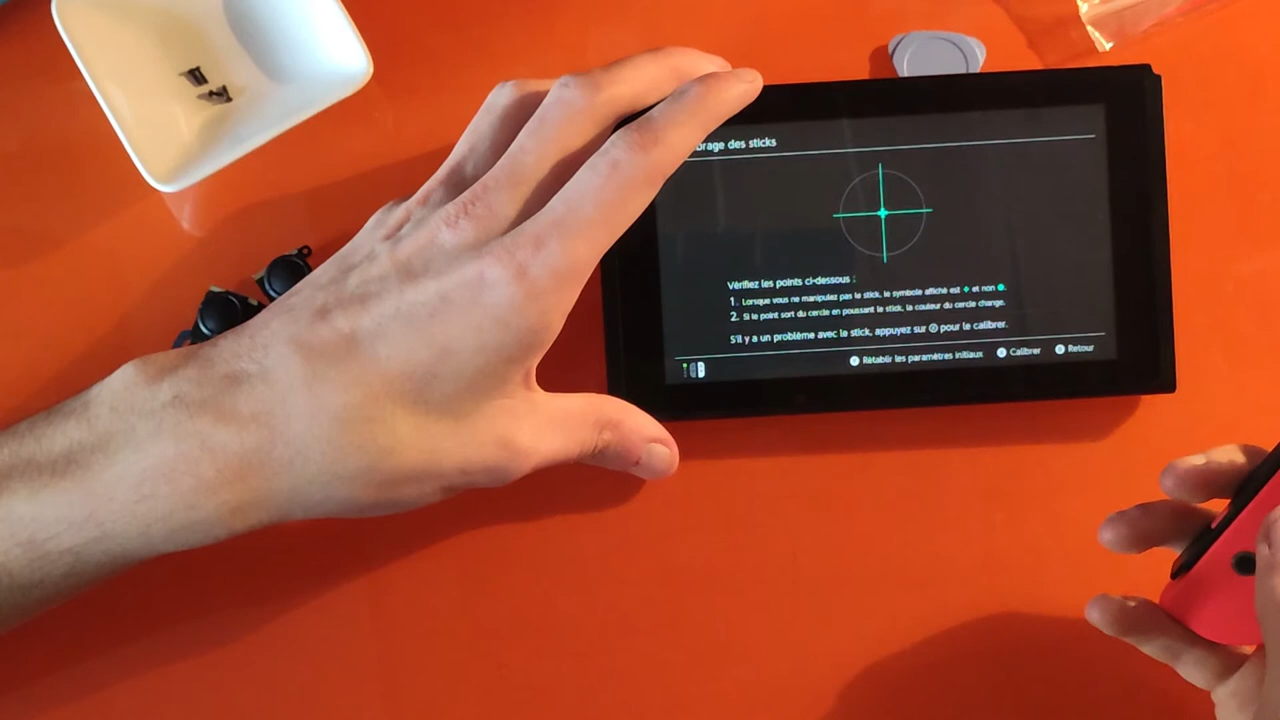 brage des sticks
Vérifiez les points ci-dessous :
1. Lorsque vous ne manipulez pas le stick, le symbole affiché est + et non ●.
2. Si le point sort du cercle en poussant le stick, la couleur du cercle change.
S'il y a un problème avec le stick, appuyez sur Ⓧ pour le calibrer.
Rétablir les paramètres initiaux Calibrer Retour